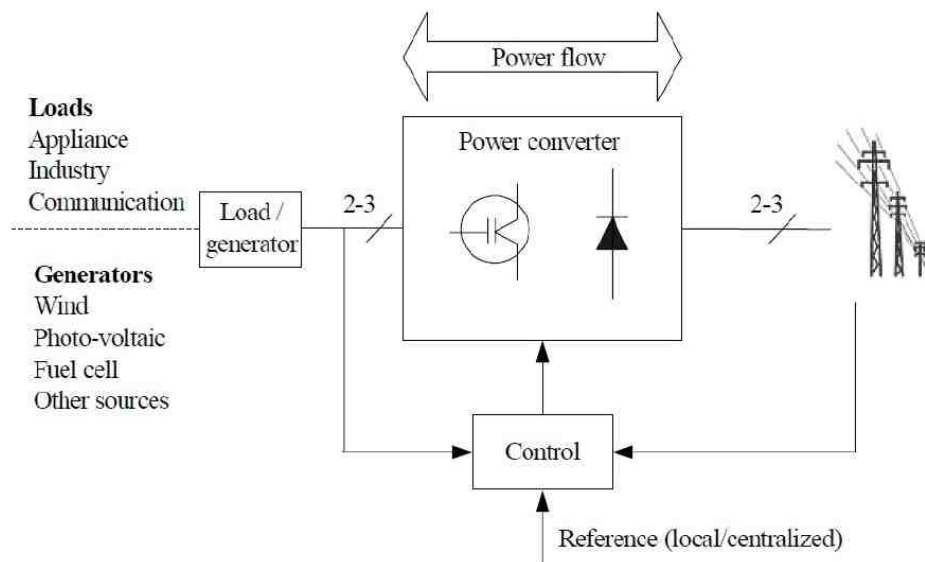 Power flow
Loads
Appliance
Industry
Communication
Power converter
Load /
generator
2-3
2-3
Generators
Wind
Photo-voltaic
Fuel cell
Other sources
Control
Reference (local/centralized)